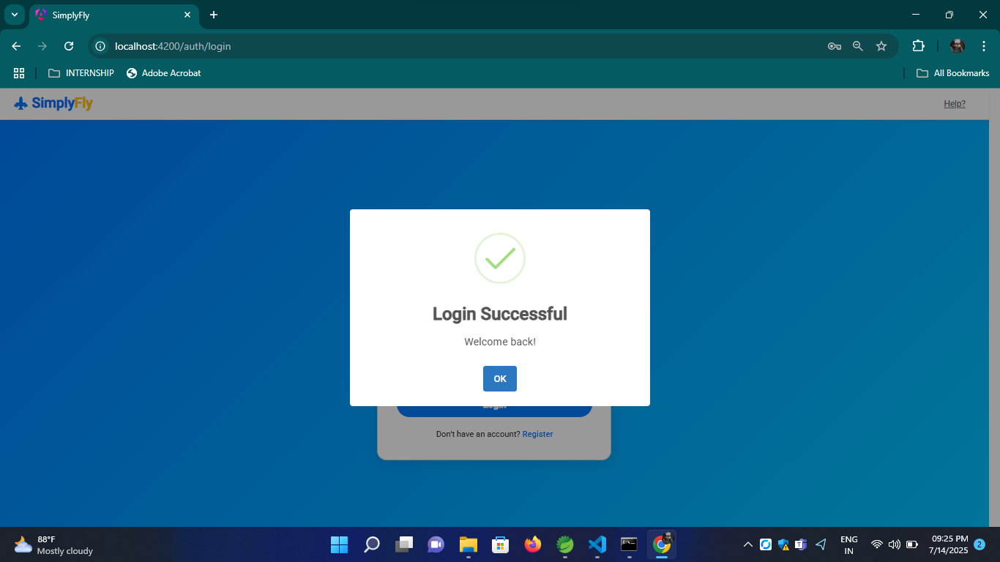 SimplyFly
localhost:4200/auth/login
INTERNSHIP
Adobe Acrobat
All Bookmarks
SimplyFly
Help?
Login Successful
Welcome back!
OK
Login
Don't have an account? Register
88°F
Mostly cloudy
ENG
IN
09:25 PM
7/14/2025
2